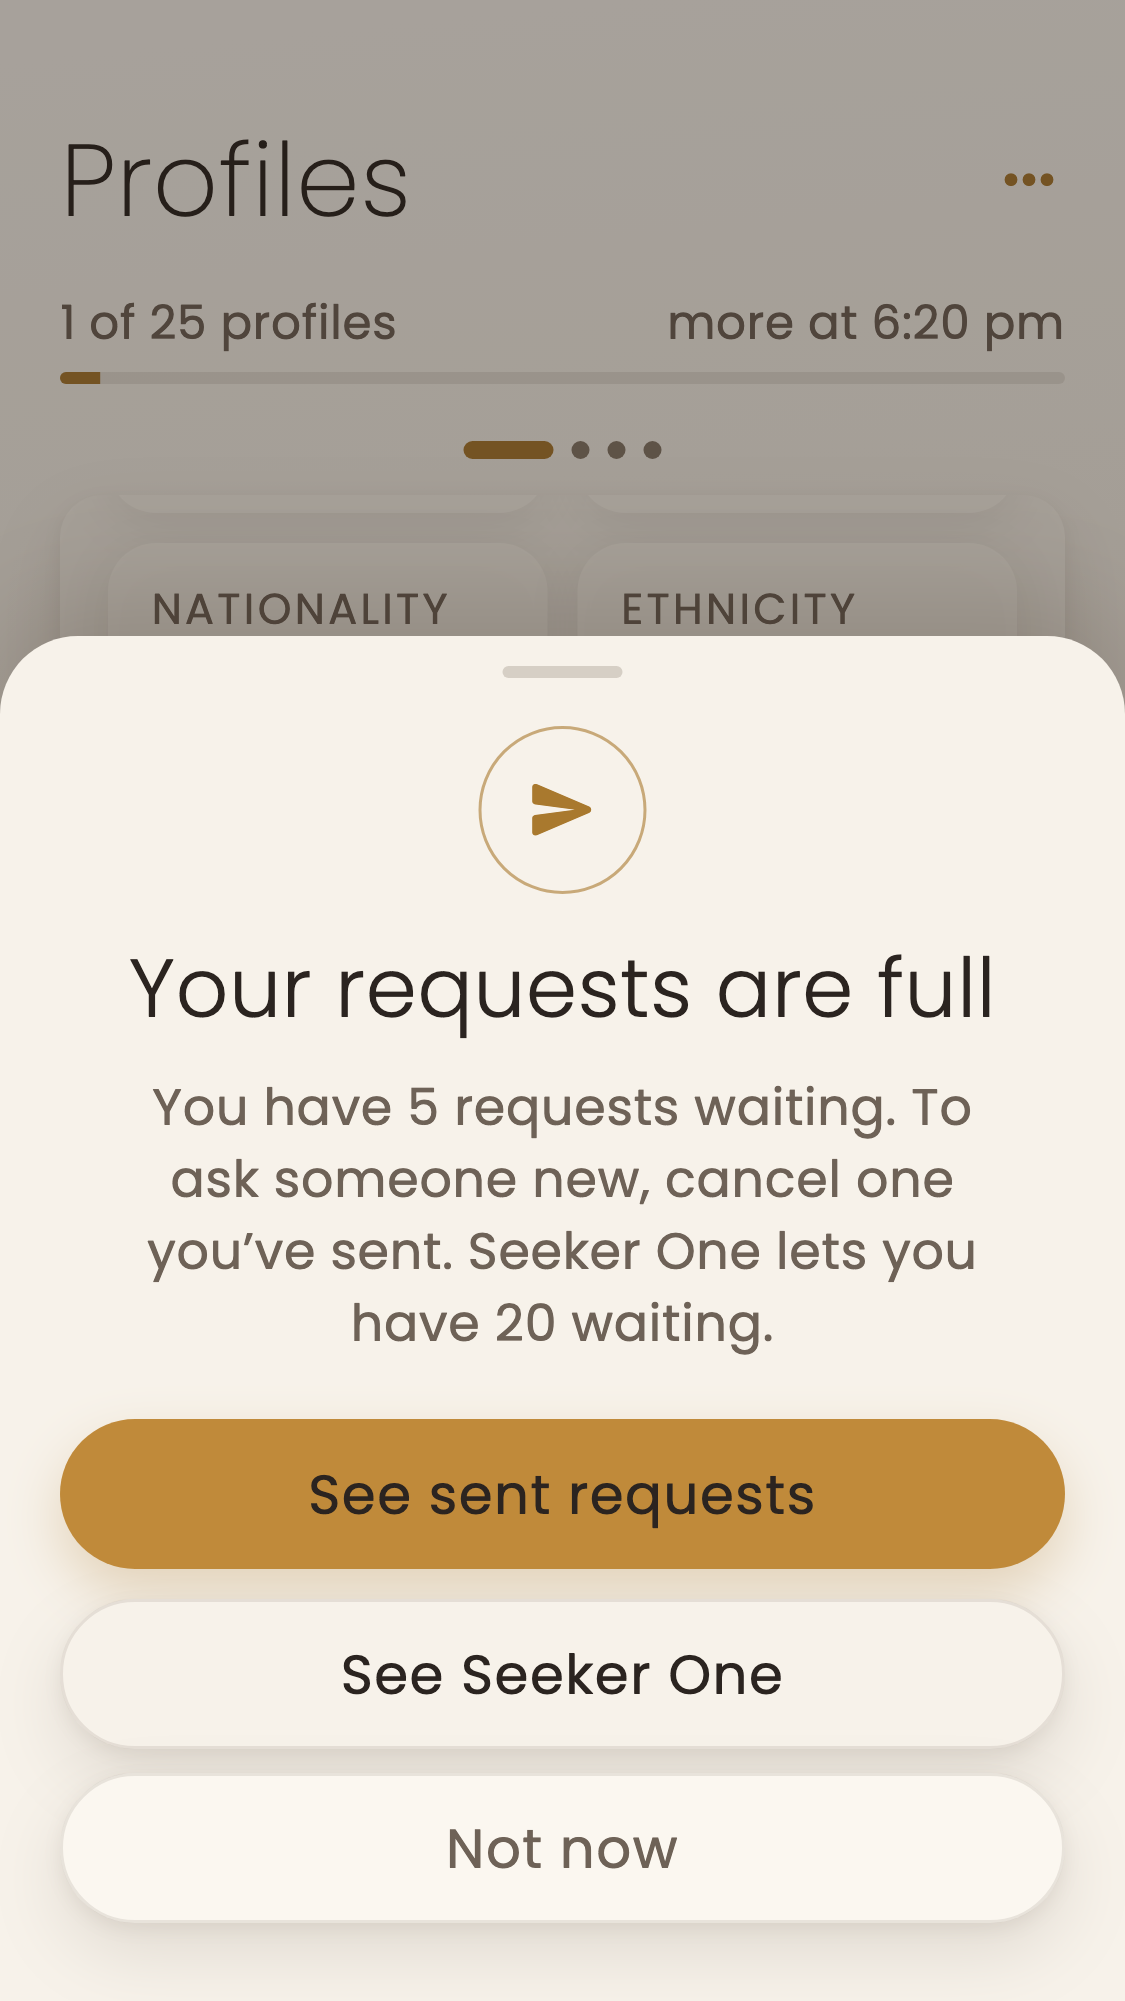 Profiles
1 of 25 profiles
more at 6:20 pm
NATIONALITY
ETHNICITY
Your requests are full
You have 5 requests waiting. To
ask someone new, cancel one
you’ve sent. Seeker One lets you
have 20 waiting.
See sent requests
See Seeker One
Not now